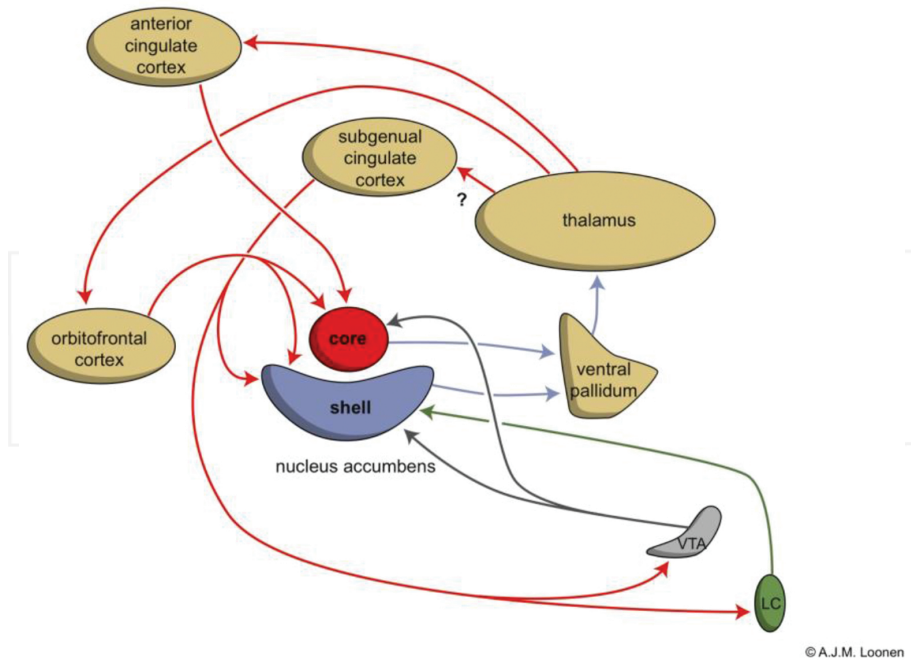 anterior
cingulate
cortex
subgenual
cingulate
cortex
?
thalamus
orbitofrontal
cortex
core
ventral
pallidum
shell
nucleus accumbens
VTA
LC
© A.J.M. Loonen